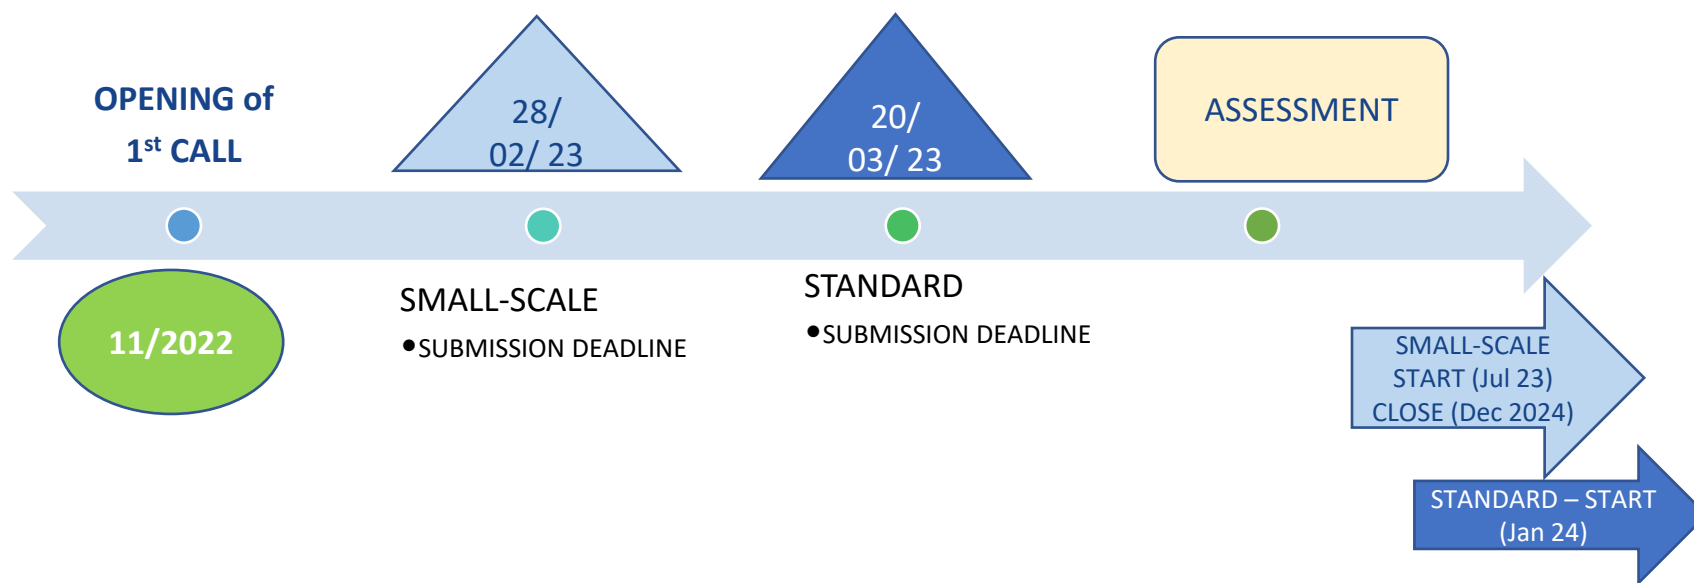 OPENING of
1st CALL
28/
02/ 23
20/
03/ 23
ASSESSMENT
11/2022
SMALL-SCALE
•SUBMISSION DEADLINE
STANDARD
•SUBMISSION DEADLINE
SMALL-SCALE
START (Jul 23)
CLOSE (Dec 2024)
STANDARD – START
(Jan 24)